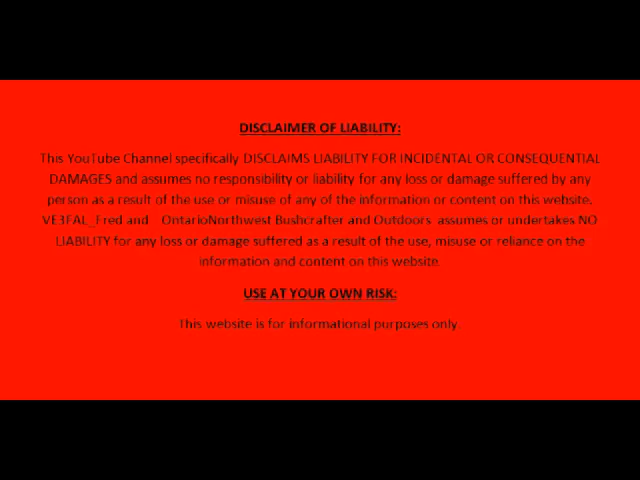 DISCLAIMER OF LIABILITY:
This YouTube Channel specifically DISCLAIMS LIABILITY FOR INCIDENTAL OR CONSEQUENTIAL
DAMAGES and assumes no responsibility or liability for any loss or damage suffered by any
person as a result of the use or misuse of any of the information or content on this website.
VE3FAL_Fred and OntarioNorthwest Bushcrafter and Outdoors assumes or undertakes NO
LIABILITY for any loss or damage suffered as a result of the use, misuse or reliance on the
information and content on this website.
USE AT YOUR OWN RISK:
This website is for informational purposes only.